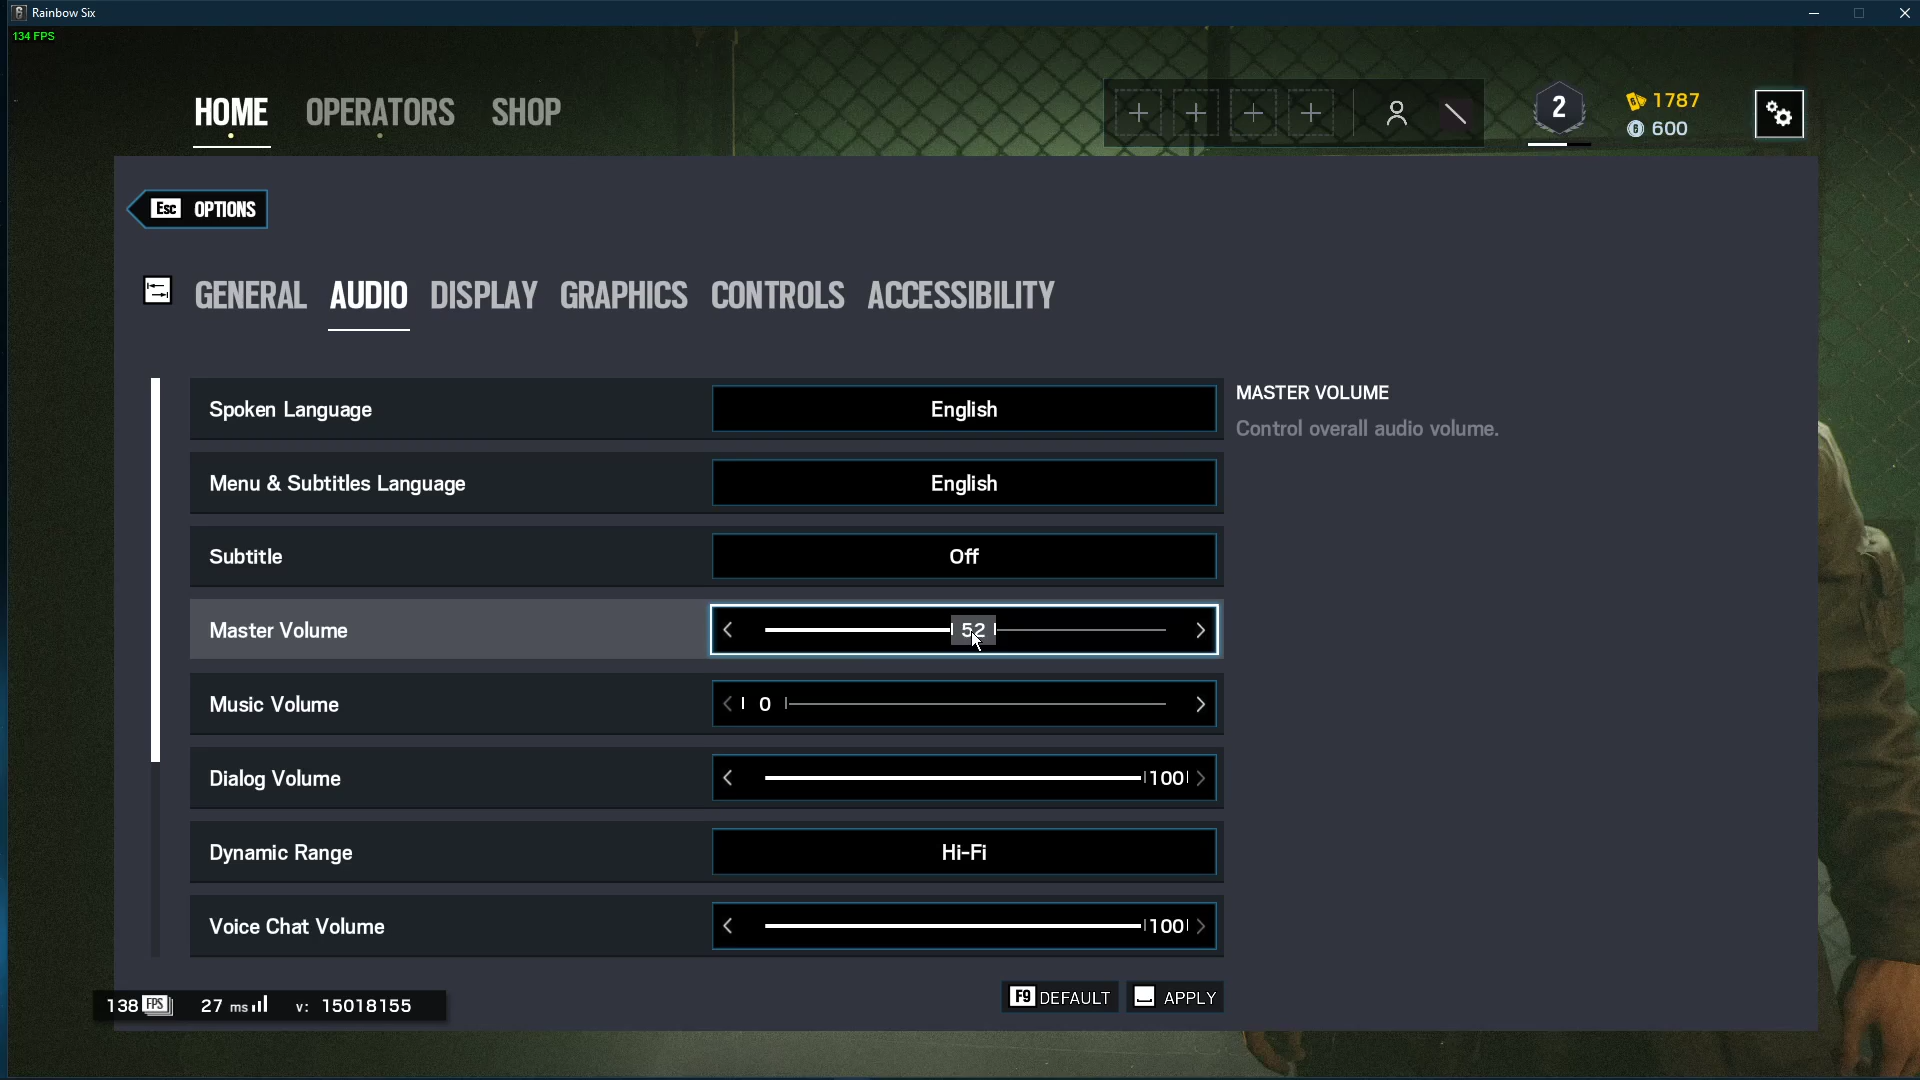 Rainbow Six
134 FPS
HOME OPERATORS SHOP
2
1787
600
Esc OPTIONS
GENERAL AUDIO DISPLAY GRAPHICS CONTROLS ACCESSIBILITY
Spoken Language English
Menu & Subtitles Language English
Subtitle Off
Master Volume 52
Music Volume 0
Dialog Volume 100
Dynamic Range Hi-Fi
Voice Chat Volume 100
MASTER VOLUME
Control overall audio volume.
F9 DEFAULT APPLY
138 FPS 27 ms v: 15018155